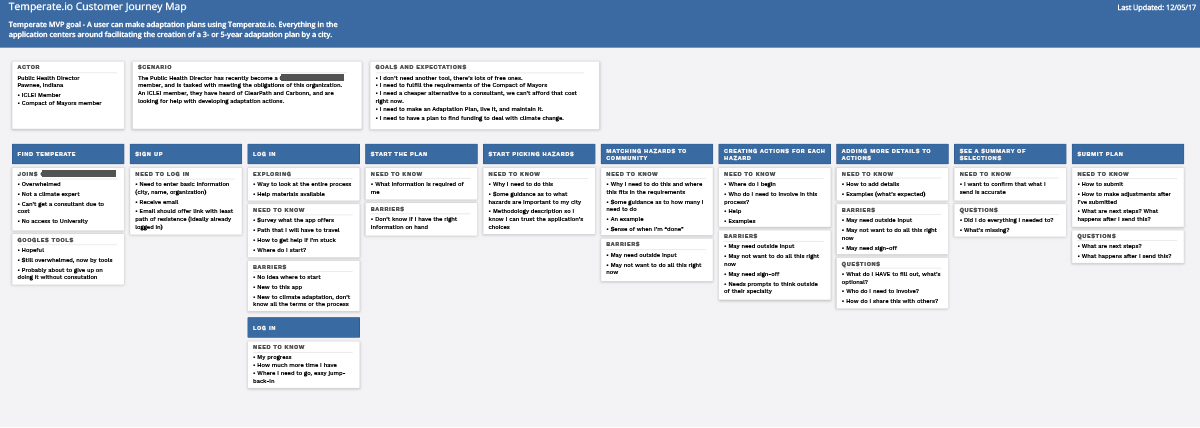 Temperate.io Customer Journey Map
Last Updated: 12/05/17
Temperate MVP goal - A user can make adaptation plans using Temperate.io. Everything in the
application centers around facilitating the creation of a 3- or 5-year adaptation plan by a city.
ACTOR
Public Health Director
Pawnee, Indiana
• ICLEI Member
• Compact of Mayors member
SCENARIO
The Public Health Director has recently become a
member, and is tasked with meeting the obligations of this organization.
An ICLEI member, they have heard of ClearPath and Carbonn, and are
looking for help with developing adaptation actions.
GOALS AND EXPECTATIONS
• I don't need another tool, there's lots of free ones.
• I need to fulfill the requirements of the Compact of Mayors
• I need a cheaper alternative to a consultant, we can't afford that cost
right now.
• I need to make an Adaptation Plan, live it, and maintain it.
• I need to have a plan to find funding to deal with climate change.
FIND TEMPERATE
JOINS
• Overwhelmed
• Not a climate expert
• Can't get a consultant due to
cost
• No access to University
GOOGLES TOOLS
• Hopeful
• Still overwhelmed, now by tools
• Probably about to give up on
doing it without consutation
SIGN UP
NEED TO LOG IN
• Need to enter basic information
(city, name, organization)
• Receive email
• Email should offer link with least
path of resistence (ideally already
logged in)
LOG IN
EXPLORING
• Way to look at the entire process
• Help materials available
NEED TO KNOW
• Survey what the app offers
• Path that I will have to travel
• How to get help if I'm stuck
• Where do I start?
BARRIERS
• No idea where to start
• New to this app
• New to climate adaptation, don't
know all the terms or the process
LOG IN
NEED TO KNOW
• My progress
• How much more time I have
• Where I need to go, easy jump-
back-in
START THE PLAN
NEED TO KNOW
• What information is required of
me
BARRIERS
• Don't know if I have the right
information on hand
START PICKING HAZARDS
NEED TO KNOW
• Why I need to do this
• Some guidance as to what
hazards are important to my city
• Methodology description so I
know I can trust the application's
choices
MATCHING HAZARDS TO
COMMUNITY
NEED TO KNOW
• Why I need to do this and where
this fits in the requirements
• Some guidance as to how many I
need to do
• An example
• Sense of when I'm "done"
BARRIERS
• May need outside input
• May not want to do all this right
now
CREATING ACTIONS FOR EACH
HAZARD
NEED TO KNOW
• Where do I begin
• Who do I need to involve in this
process?
• Help
• Examples
BARRIERS
• May need outside input
• May not want to do all this right
now
• May need sign-off
• Needs prompts to think outside
of their specialty
ADDING MORE DETAILS TO
ACTIONS
NEED TO KNOW
• How to add details
• Examples (what's expected)
BARRIERS
• May need outside input
• May not want to do all this right
now
• May need sign-off
QUESTIONS
• What do I HAVE to fill out, what's
optional?
• Who do I need to involve?
• How do I share this with others?
SEE A SUMMARY OF
SELECTIONS
NEED TO KNOW
• I want to confirm that what I
send is accurate
QUESTIONS
• Did I do everything I needed to?
• What's missing?
SUBMIT PLAN
NEED TO KNOW
• How to submit
• How to make adjustments after
I've submitted
• What are next steps? What
happens after I send this?
QUESTIONS
• What are next steps?
• What happens after I send this?